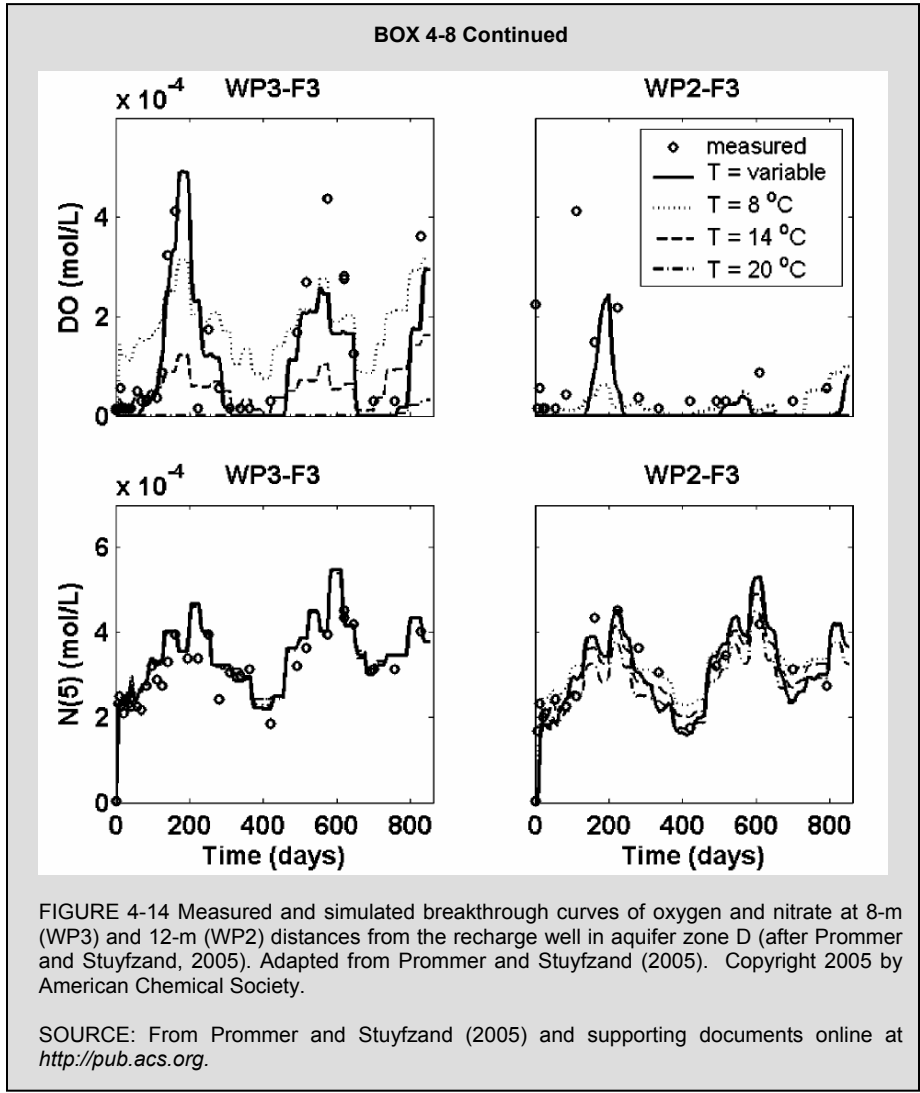 BOX 4-8 Continued
x 10⁻⁴
WP3-F3
WP2-F3
DO (mol/L)
4
2
0
measured
T = variable
T = 8 °C
T = 14 °C
T = 20 °C
x 10⁻⁴
WP3-F3
WP2-F3
N(5) (mol/L)
6
4
2
0
0 200 400 600 800
0 200 400 600 800
Time (days)
Time (days)
FIGURE 4-14 Measured and simulated breakthrough curves of oxygen and nitrate at 8-m
(WP3) and 12-m (WP2) distances from the recharge well in aquifer zone D (after Prommer
and Stuyfzand, 2005). Adapted from Prommer and Stuyfzand (2005). Copyright 2005 by
American Chemical Society.
SOURCE: From Prommer and Stuyfzand (2005) and supporting documents online at
http://pub.acs.org.